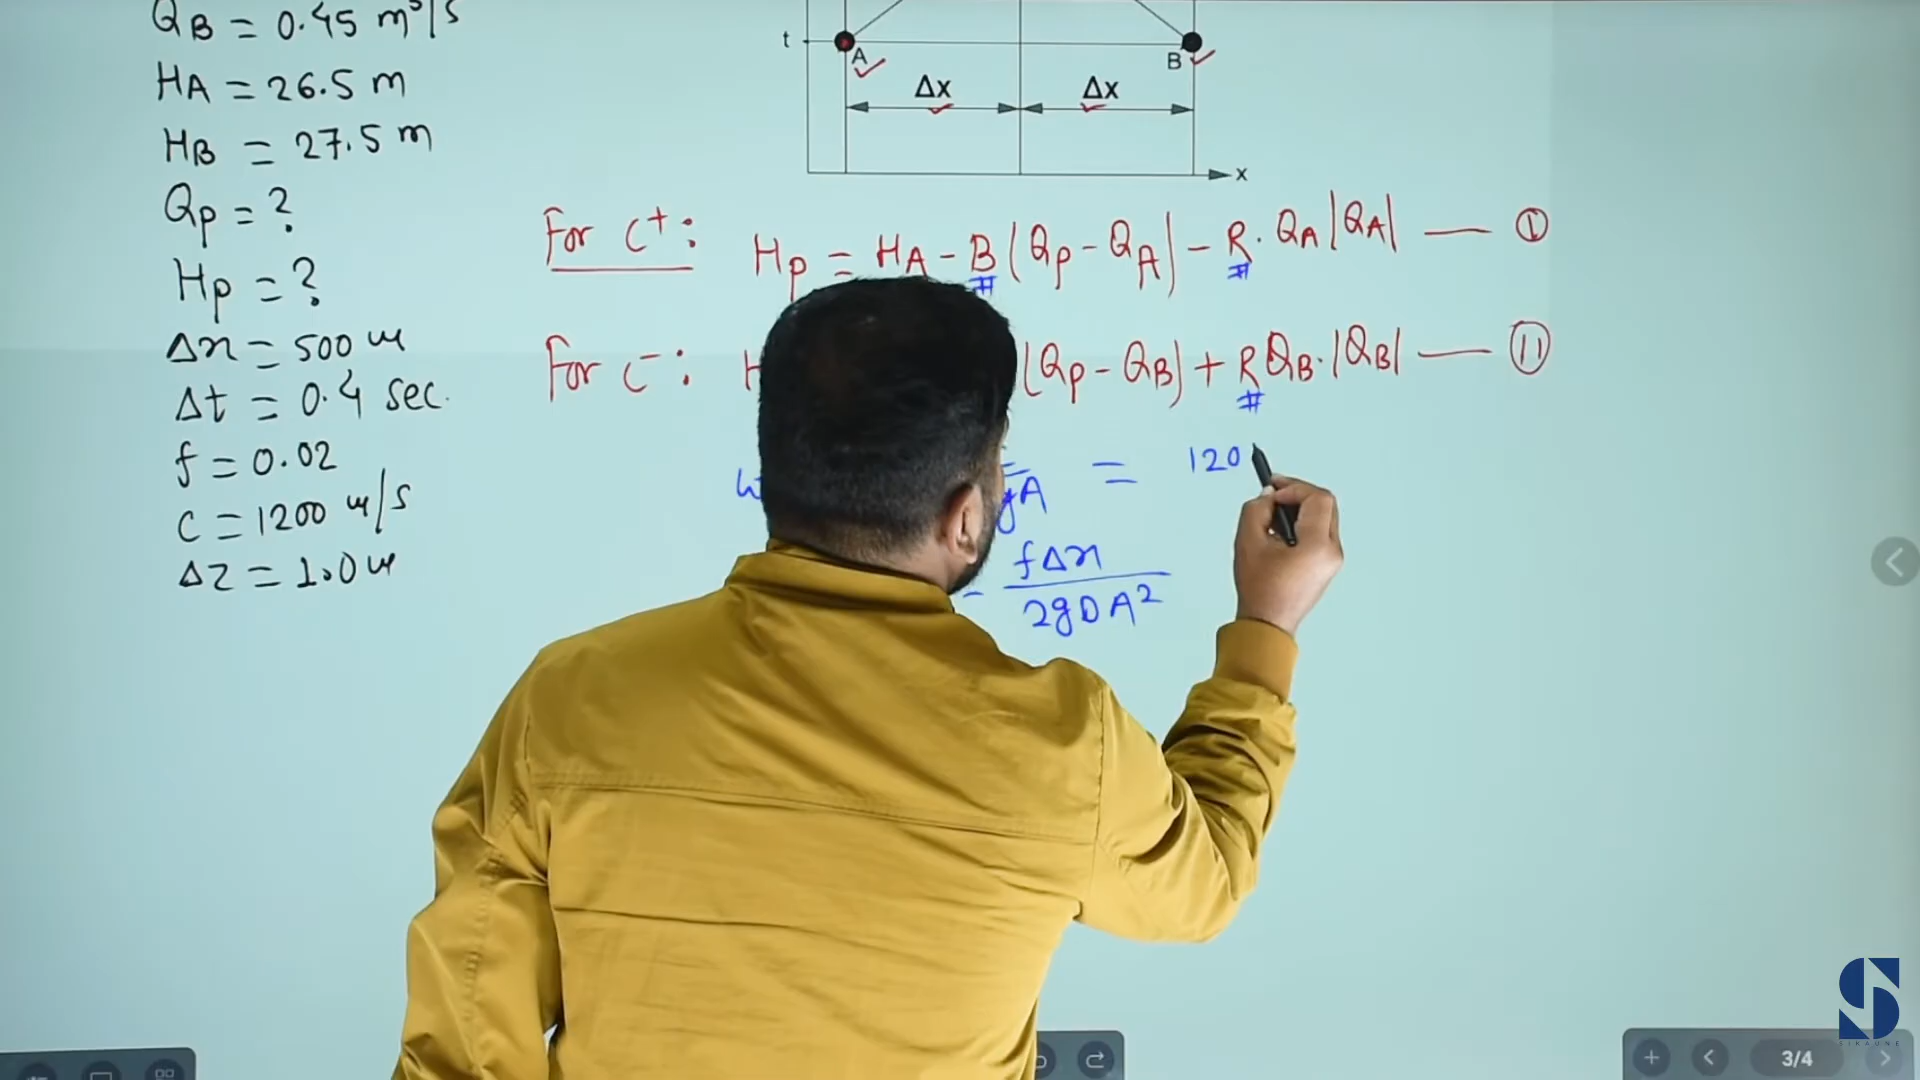 QB = 0.45 m³/s
HA = 26.5 m
HB = 27.5 m
QP = ?
HP = ?
Δx = 500 m
Δt = 0.4 sec.
f = 0.02
C = 1200 m/s
Δz = 1.0 m
t
A
B
Δx Δx
x
For C⁺: HP = HA - B (QP - QA) - R. QA |QA| — I
For C⁻: H (QP - QB) + R QB. |QB| — II
gA = 120
fΔx
2gDA²
3/4